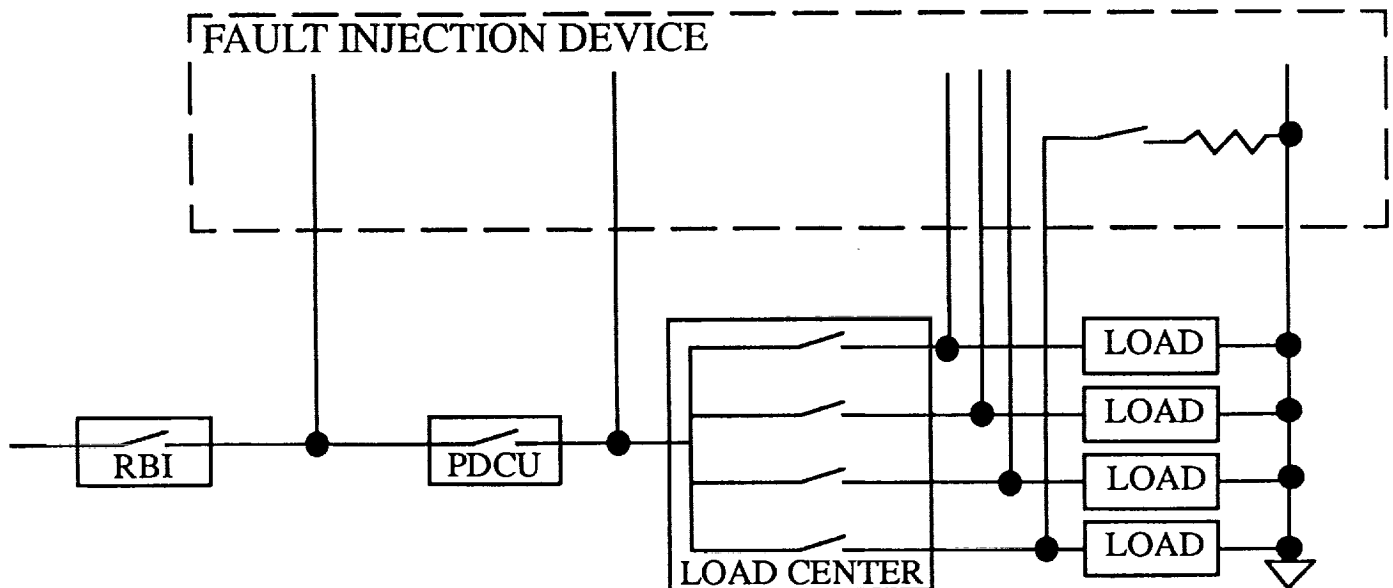 FAULT INJECTION DEVICE
LOAD
LOAD
RBI
PDCU
LOAD
LOAD
LOAD CENTER